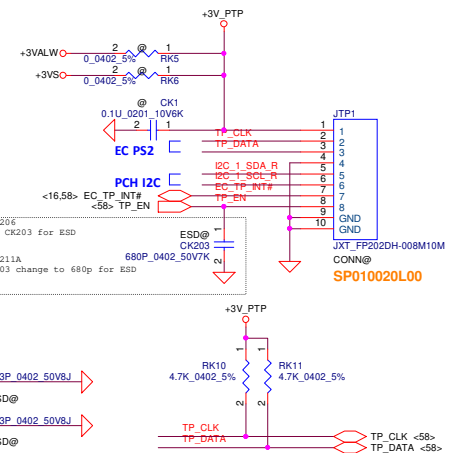 +3V_PTP
+3VALW 2 @ 1
0_0402_5% RK5
+3VS 2 @ 1
0_0402_5% RK6
@ CK1
0.1U_0201_10V6K
2 1
JTP1
1 1
TP_CLK 2 2
EC PS2 TP_DATA 3 3
4 4
I2C_1_SDA_R 5 5
PCH I2C I2C_1_SCL_R 6 6
<16,58> EC_TP_INT# EC_TP_INT# 7 7
<58> TP_EN TP_EN 8 8
9 GND
10 GND
JXT_FP202DH-008M10M
CONN@
SP010020L00
206
CK203 for ESD
211A
03 change to 680p for ESD
1
ESD@
CK203
680P_0402_50V7K
2
+3V_PTP
1 1
RK10 RK11
4.7K_0402_5% 4.7K_0402_5%
2 2
3P_0402_50V8J
SD@
3P_0402_50V8J
SD@
TP_CLK TP_CLK <58>
TP_DATA TP_DATA <58>